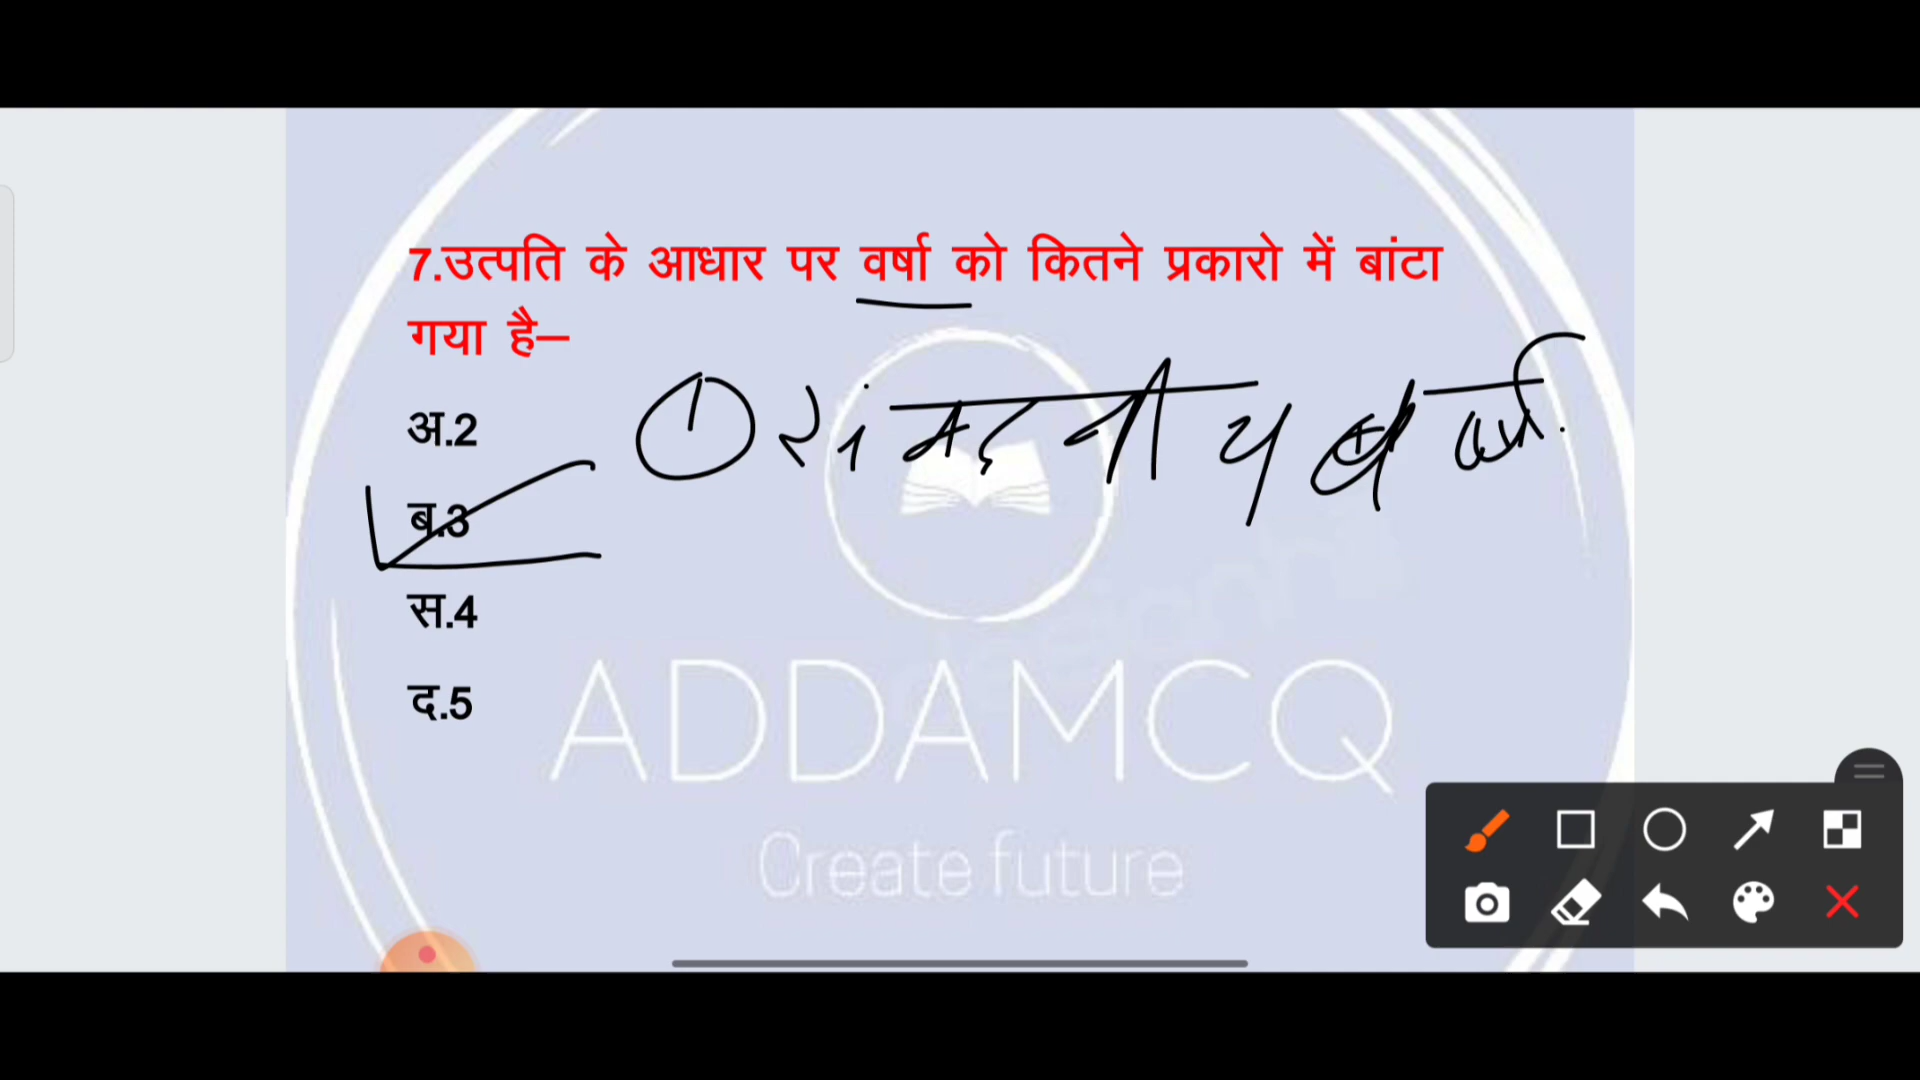 7.उत्पति के आधार पर वर्षा को कितने प्रकारो में बांटा
गया है–
अ.2
① संवहनीय वर्षा
ब.3
स.4
द.5
ADDAMCQ
Create future